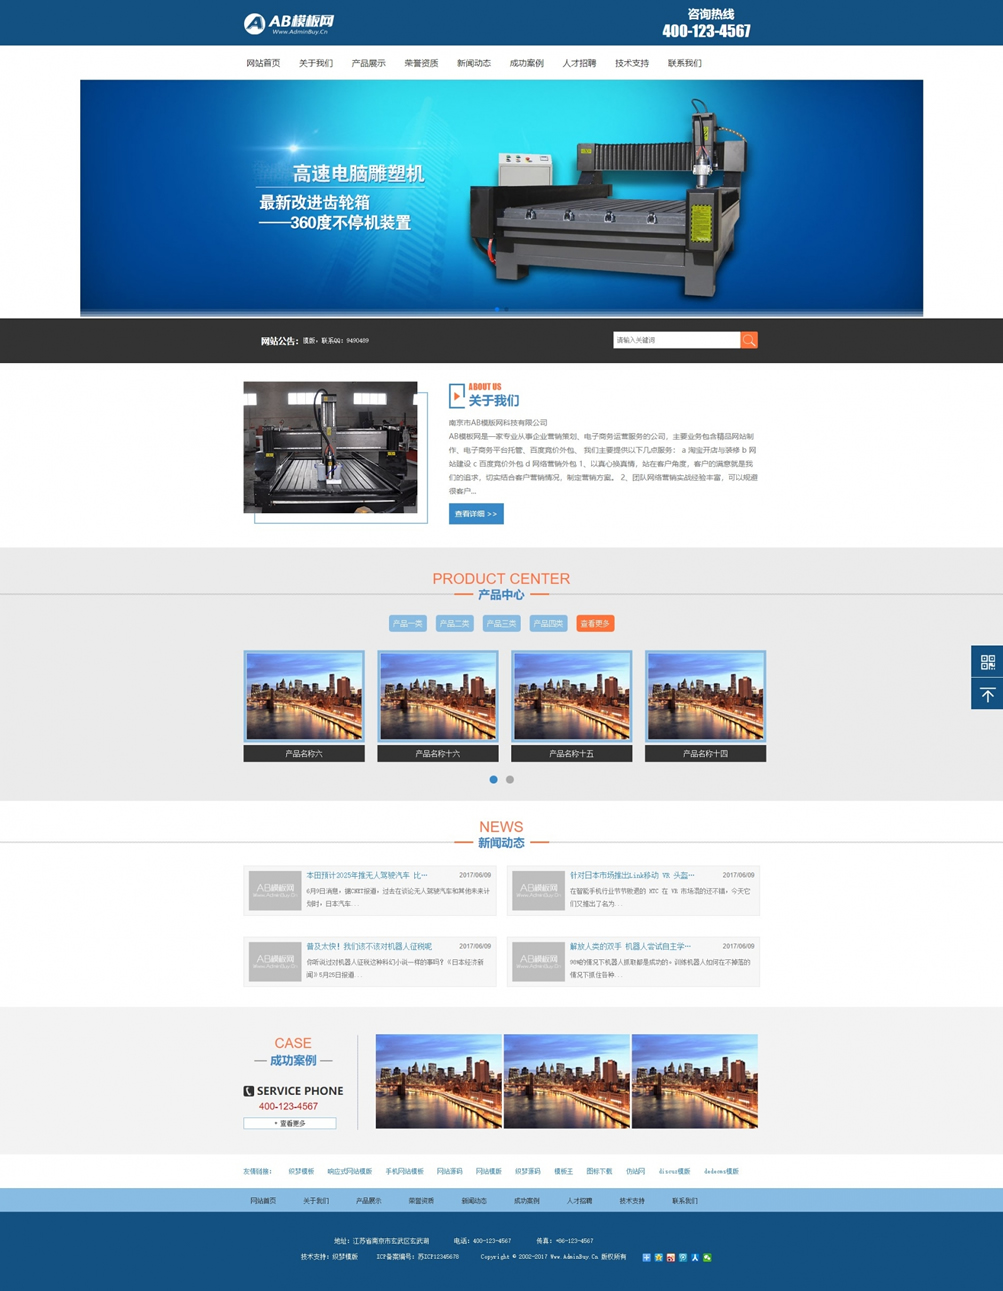 AB模板网
Www.AdminBuy.Cn
咨询热线
400-123-4567
网站首页 关于我们 产品展示 荣誉资质 新闻动态 成功案例 人才招聘 技术支持 联系我们
高速电脑雕塑机
最新改进齿轮箱
——360度不停机装置
网站公告: 模版，联系QQ: 9490489
请输入关键词
ABOUT US
关于我们
南京市AB模版网科技有限公司
AB模板网是一家专业从事企业营销策划、电子商务运营服务的公司，主要业务包含精品网站制
作、电子商务平台托管、百度竞价外包。 我们主要提供以下几点服务： a 淘宝开店与装修 b 网
站建设 c 百度竞价外包 d 网络营销外包 1、以真心换真情，站在客户角度，客户的满意就是我
们的追求，切实结合客户营销情况，制定营销方案。 2、团队网络营销实战经验丰富，可以规避
很客户...
查看详细 >>
PRODUCT CENTER
产品中心
产品一类 产品二类 产品三类 产品四类 查看更多
产品名称六 产品名称十六 产品名称十五 产品名称十四
NEWS
新闻动态
AB模板网
本田预计2025年推无人驾驶汽车 比… 2017/06/09
6月9日消息，据CNET报道，过去在谈论无人驾驶汽车和其他未来计
划时，日本汽车...
AB模板网
针对日本市场推出Link移动 VR 头盔… 2017/06/09
在智能手机行业节节败退的 HTC 在 VR 市场混的还不错，今天它
们又推出了名为...
AB模板网
普及太快！我们该不该对机器人征税呢 2017/06/09
你听说过对机器人征税这种科幻小说一样的事吗？《日本经济新
闻》5月25日报道...
AB模板网
解放人类的双手 机器人尝试自主学… 2017/06/09
的情况下机器人抓取都是成功的。训练机器人如何在不掉落的
情况下抓住各种...
CASE
成功案例
SERVICE PHONE
400-123-4567
• 查看更多
友情链接： 织梦模板 响应式网站模版 手机网站模板 网站源码 网站模版 织梦源码 模板王 图标下载 仿站网 discuz模版 dedecms模版
网站首页 关于我们 产品展示 荣誉资质 新闻动态 成功案例 人才招聘 技术支持 联系我们
地址：江苏省南京市玄武区玄武湖 电话：400-123-4567 传真：+86-123-4567
技术支持：织梦模版 ICP备案编号：苏ICP12345678 Copyright © 2002-2017 Www.AdminBuy.Cn 版权所有